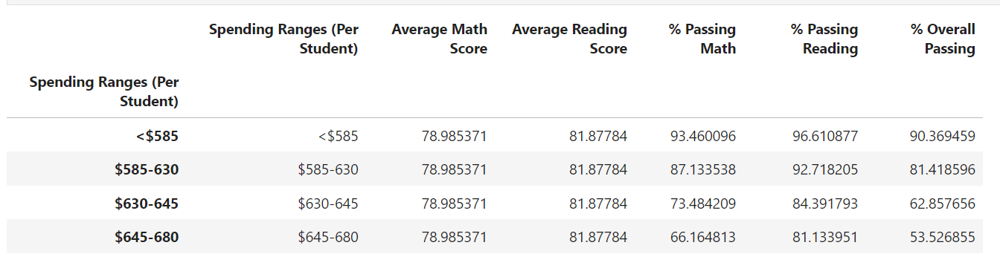 Spending Ranges (Per Student) Average Math Score Average Reading Score % Passing Math % Passing Reading % Overall Passing
Spending Ranges (Per Student)
<$585 <$585 78.985371 81.87784 93.460096 96.610877 90.369459
$585-630 $585-630 78.985371 81.87784 87.133538 92.718205 81.418596
$630-645 $630-645 78.985371 81.87784 73.484209 84.391793 62.857656
$645-680 $645-680 78.985371 81.87784 66.164813 81.133951 53.526855